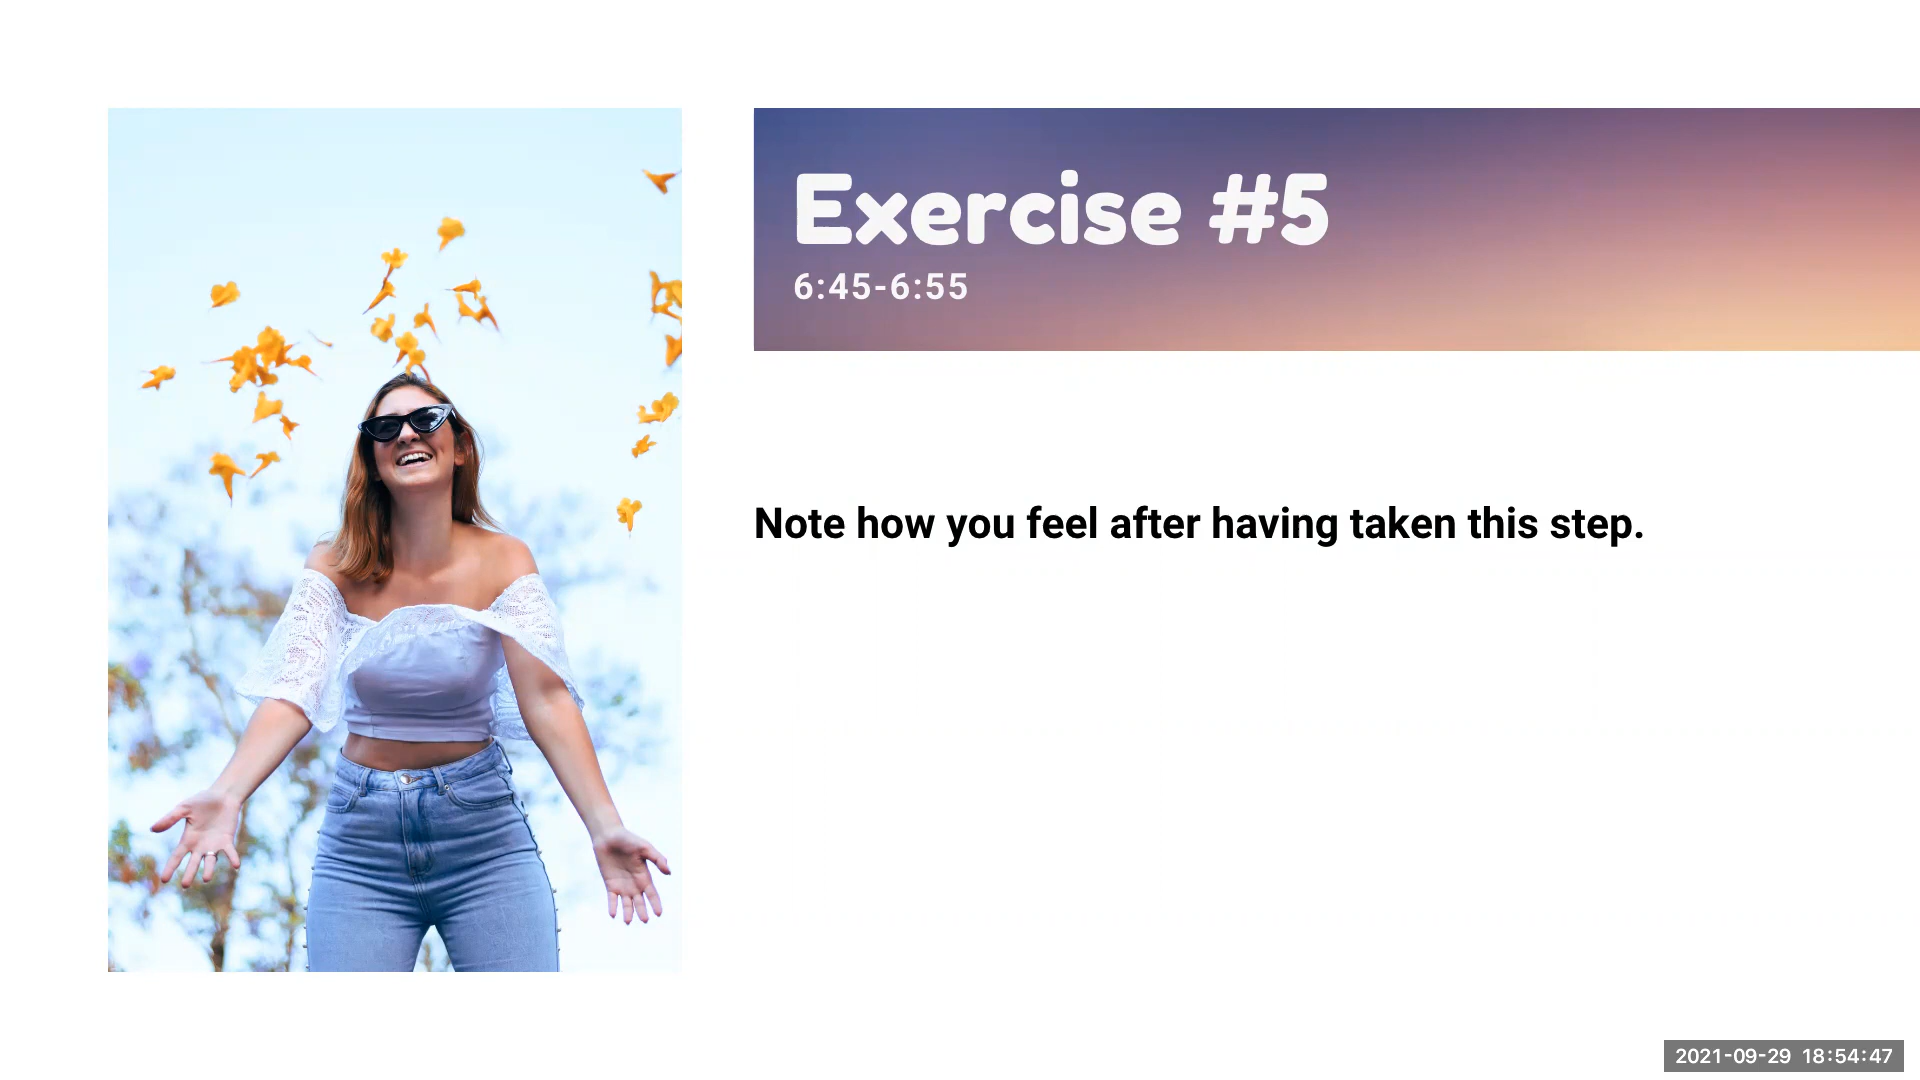 Exercise #5
6:45-6:55
Note how you feel after having taken this step.
2021-09-29 18:54:47